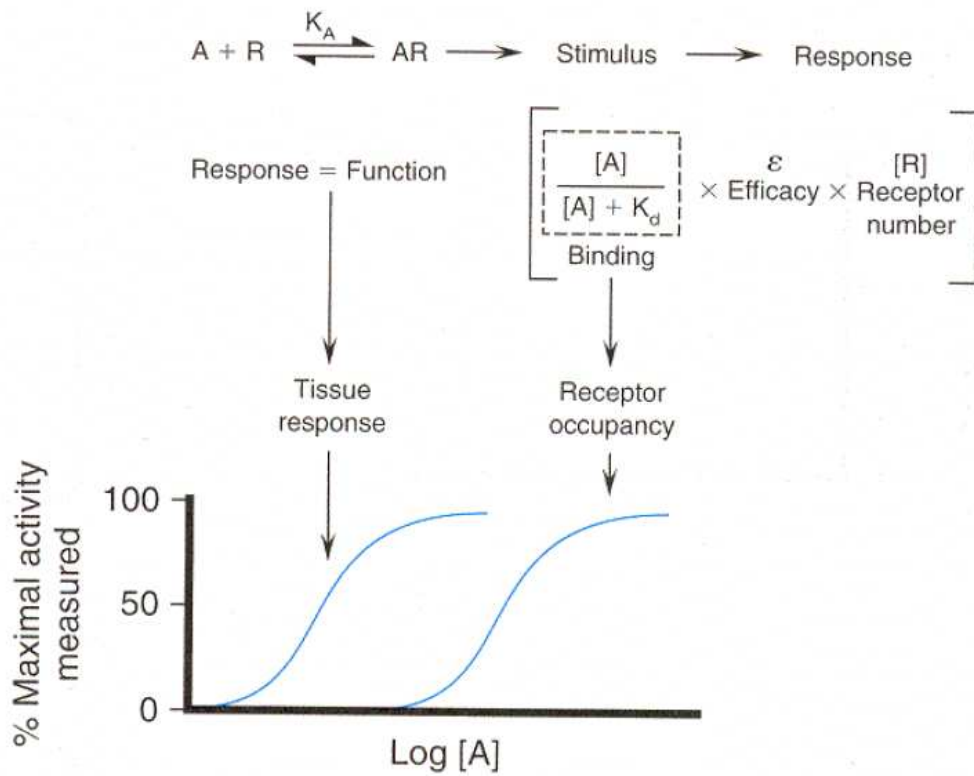 K_A
A + R ⇌ AR → Stimulus → Response
Response = Function
[A]
[A] + K_d
Binding
× ε Efficacy × [R] Receptor number
Tissue
response
Receptor
occupancy
% Maximal activity
measured
100
50
0
Log [A]